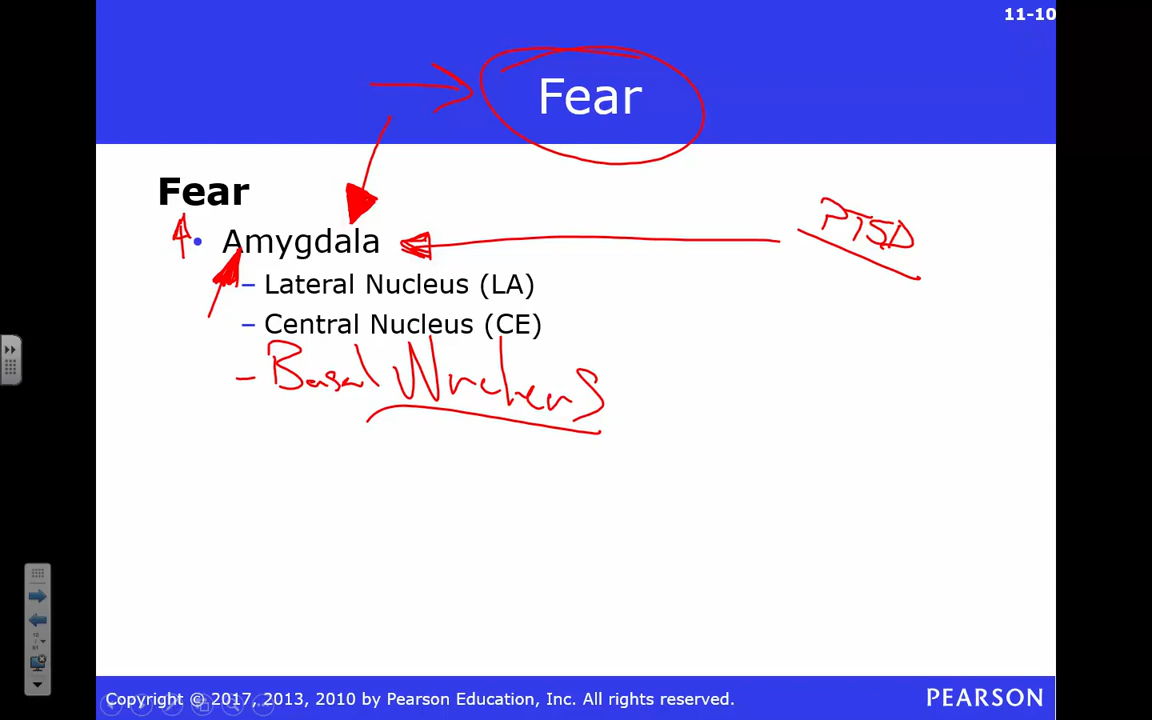 11-10
Fear
Fear
• Amygdala
PTSD
– Lateral Nucleus (LA)
– Central Nucleus (CE)
– Basal Nucleus
Copyright © 2017, 2013, 2010 by Pearson Education, Inc. All rights reserved.
PEARSON